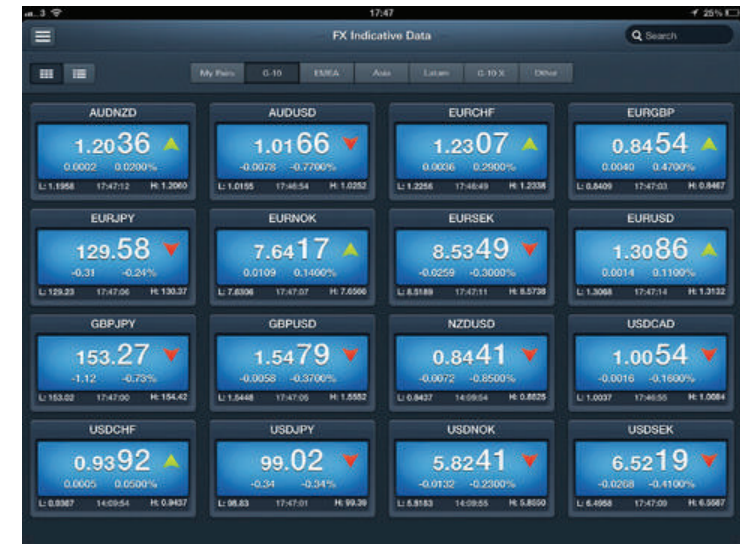 ..3 17:47 25%
FX Indicative Data Search
My Pairs G-10 EMEA Asia Latam G-10 X Other
AUDNZD AUDUSD EURCHF EURGBP
1.2036 1.0166 1.2307 0.8454
0.0002 0.0200% -0.0078 -0.7700% 0.0036 0.2900% 0.0040 0.4700%
L: 1.1958 17:47:12 H: 1.2060 L: 1.0155 17:46:54 H: 1.0252 L: 1.2256 17:46:49 H: 1.2338 L: 0.8409 17:47:03 H: 0.8467
EURJPY EURNOK EURSEK EURUSD
129.58 7.6417 8.5349 1.3086
-0.31 -0.24% 0.0109 0.1400% -0.0259 -0.3000% 0.0014 0.1100%
L: 129.23 17:47:06 H: 130.37 L: 7.6306 17:47:07 H: 7.6566 L: 8.5189 17:47:11 H: 8.5738 L: 1.3068 17:47:14 H: 1.3132
GBPJPY GBPUSD NZDUSD USDCAD
153.27 1.5479 0.8441 1.0054
-1.12 -0.73% -0.0058 -0.3700% -0.0072 -0.8500% -0.0016 -0.1600%
L: 153.02 17:47:00 H: 154.42 L: 1.5448 17:47:05 H: 1.5552 L: 0.8437 14:09:54 H: 0.8525 L: 1.0037 17:46:55 H: 1.0084
USDCHF USDJPY USDNOK USDSEK
0.9392 99.02 5.8241 6.5219
0.0005 0.0500% -0.34 -0.34% -0.0132 -0.2300% -0.0268 -0.4100%
L: 0.9367 14:09:54 H: 0.9437 L: 98.83 17:47:01 H: 99.39 L: 5.8183 14:09:55 H: 5.8550 L: 6.4958 17:47:09 H: 6.5587